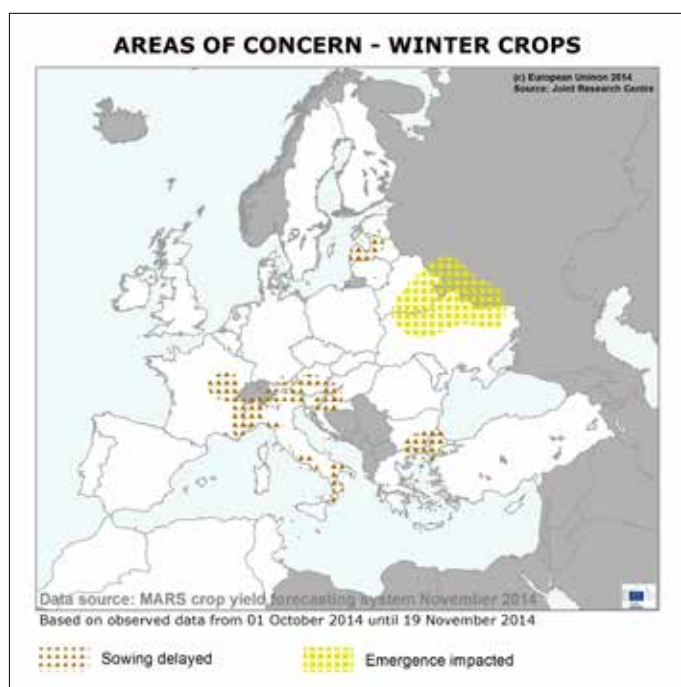 AREAS OF CONCERN - WINTER CROPS
(c) European Uninon 2014
Source: Joint Research Centre
Data source: MARS crop yield forecasting system November 2014
Based on observed data from 01 October 2014 until 19 November 2014
Sowing delayed
Emergence impacted